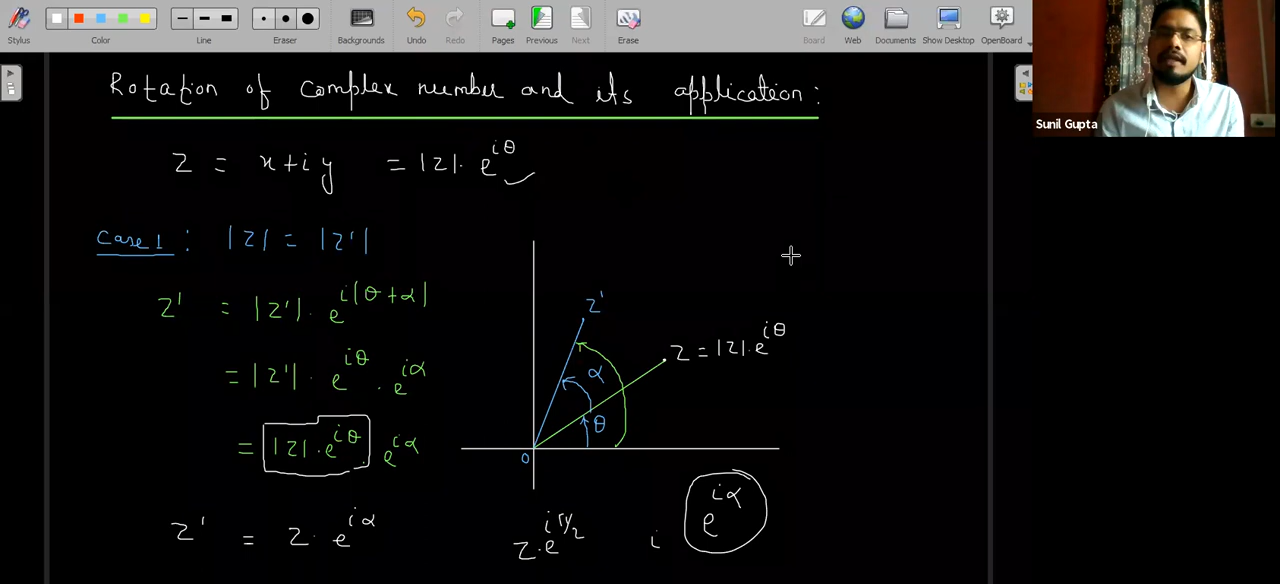 Stylus Color Line Eraser Backgrounds Undo Redo Pages Previous Next Erase Board Web Documents Show Desktop OpenBoard
Sunil Gupta
Rotation of complex number and its application :
z = x+iy = |z|. e^{iθ}
Case 1 : |z| = |z'|
z' = |z'|. e^{i(θ+α)}
= |z'| . e^{iθ} . e^{iα}
= |z|.e^{iθ} . e^{iα}
z' = z. e^{iα}
z'
z = |z|.e^{iθ}
α
θ
0
z.e^{iπ/2} i e^{iα}